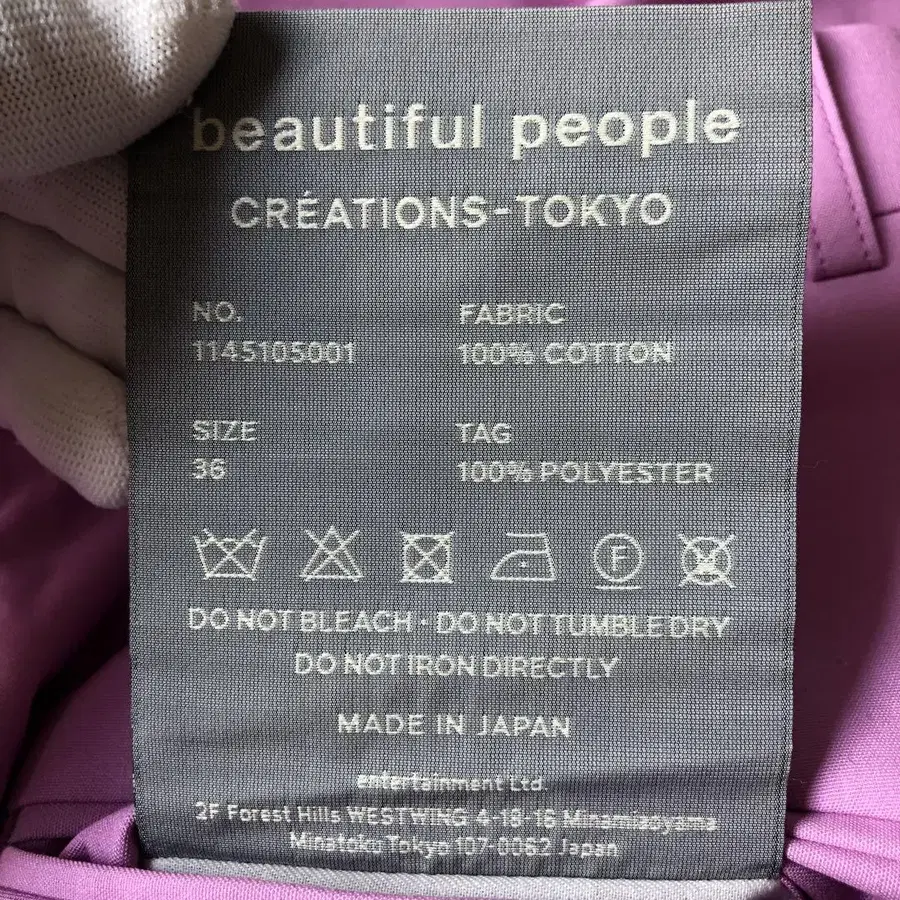 beautiful people
CRÉATIONS-TOKYO
NO.
1145105001
FABRIC
100% COTTON
SIZE
36
TAG
100% POLYESTER
F
DO NOT BLEACH · DO NOT TUMBLE DRY
DO NOT IRON DIRECTLY
MADE IN JAPAN
entertainment Ltd.
2F Forest Hills WESTWING 4-18-16 Minamiaoyama
Minatoku Tokyo 107-0062 Japan